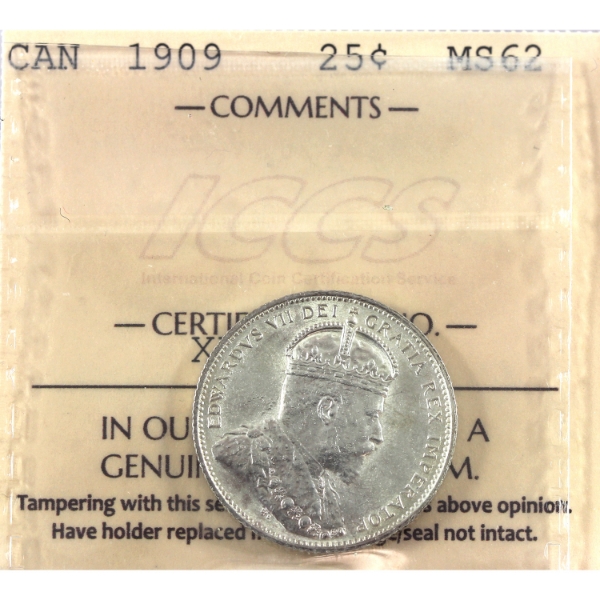 CAN 1909 25¢ MS62
— COMMENTS —
ICCS
International Coin Certification Service
— CERTIF O. —
X
IN OU A
GENUI M.
Tampering with this se s above opinion.
Have holder replaced i ge/seal not intact.
EDWARDVS VII DEI GRATIA REX IMPERATOR